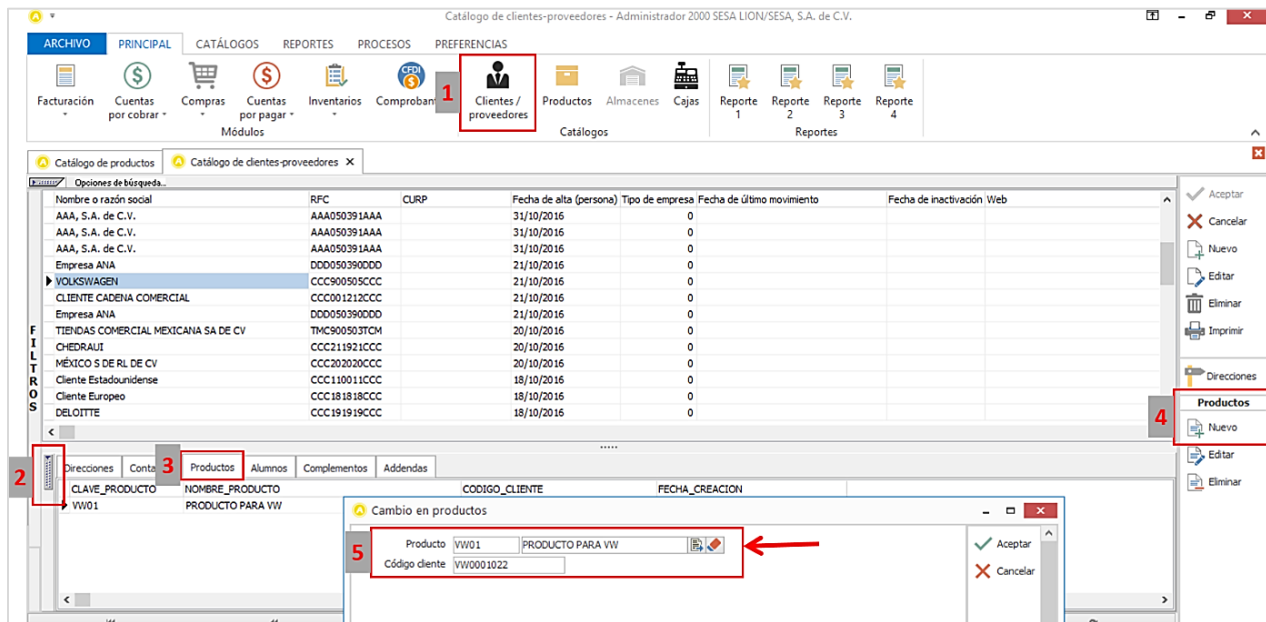 Catálogo de clientes-proveedores - Administrador 2000 SESA LION/SESA, S.A. de C.V.
ARCHIVO PRINCIPAL CATÁLOGOS REPORTES PROCESOS PREFERENCIAS
1
Facturación
Cuentas por cobrar
Compras
Cuentas por pagar
Inventarios
CFDI
Comproban
Clientes / proveedores
Productos
Almacenes
Cajas
Reporte 1
Reporte 2
Reporte 3
Reporte 4
Módulos Catálogos Reportes
Catálogo de productos Catálogo de clientes-proveedores
Opciones de búsqueda...
Nombre o razón social RFC CURP Fecha de alta (persona) Tipo de empresa Fecha de último movimiento Fecha de inactivación Web
AAA, S.A. de C.V. AAA050391AAA 31/10/2016 0
AAA, S.A. de C.V. AAA050391AAA 31/10/2016 0
AAA, S.A. de C.V. AAA050391AAA 31/10/2016 0
Empresa ANA DDD050390DDD 21/10/2016 0
VOLKSWAGEN CCC900505CCC 21/10/2016 0
CLIENTE CADENA COMERCIAL CCC001212CCC 21/10/2016 0
Empresa ANA DDD050390DDD 21/10/2016 0
TIENDAS COMERCIAL MEXICANA SA DE CV TMC900503TCM 20/10/2016 0
CHEDRAUI CCC211921CCC 20/10/2016 0
MÉXICO S DE RL DE CV CCC202020CCC 20/10/2016 0
Cliente Estadounidense CCC110011CCC 18/10/2016 0
Cliente Europeo CCC181818CCC 18/10/2016 0
DELOITTE CCC191919CCC 18/10/2016 0
FILTROS
Aceptar
Cancelar
Nuevo
Editar
Eliminar
Imprimir
Direcciones
Productos
4
Nuevo
Editar
Eliminar
2
3
Direcciones Conta Productos Alumnos Complementos Addendas
CLAVE_PRODUCTO NOMBRE_PRODUCTO CODIGO_CLIENTE FECHA_CREACION
VW01 PRODUCTO PARA VW
Cambio en productos
5
Producto VW01 PRODUCTO PARA VW
Código cliente VW0001022
Aceptar
Cancelar